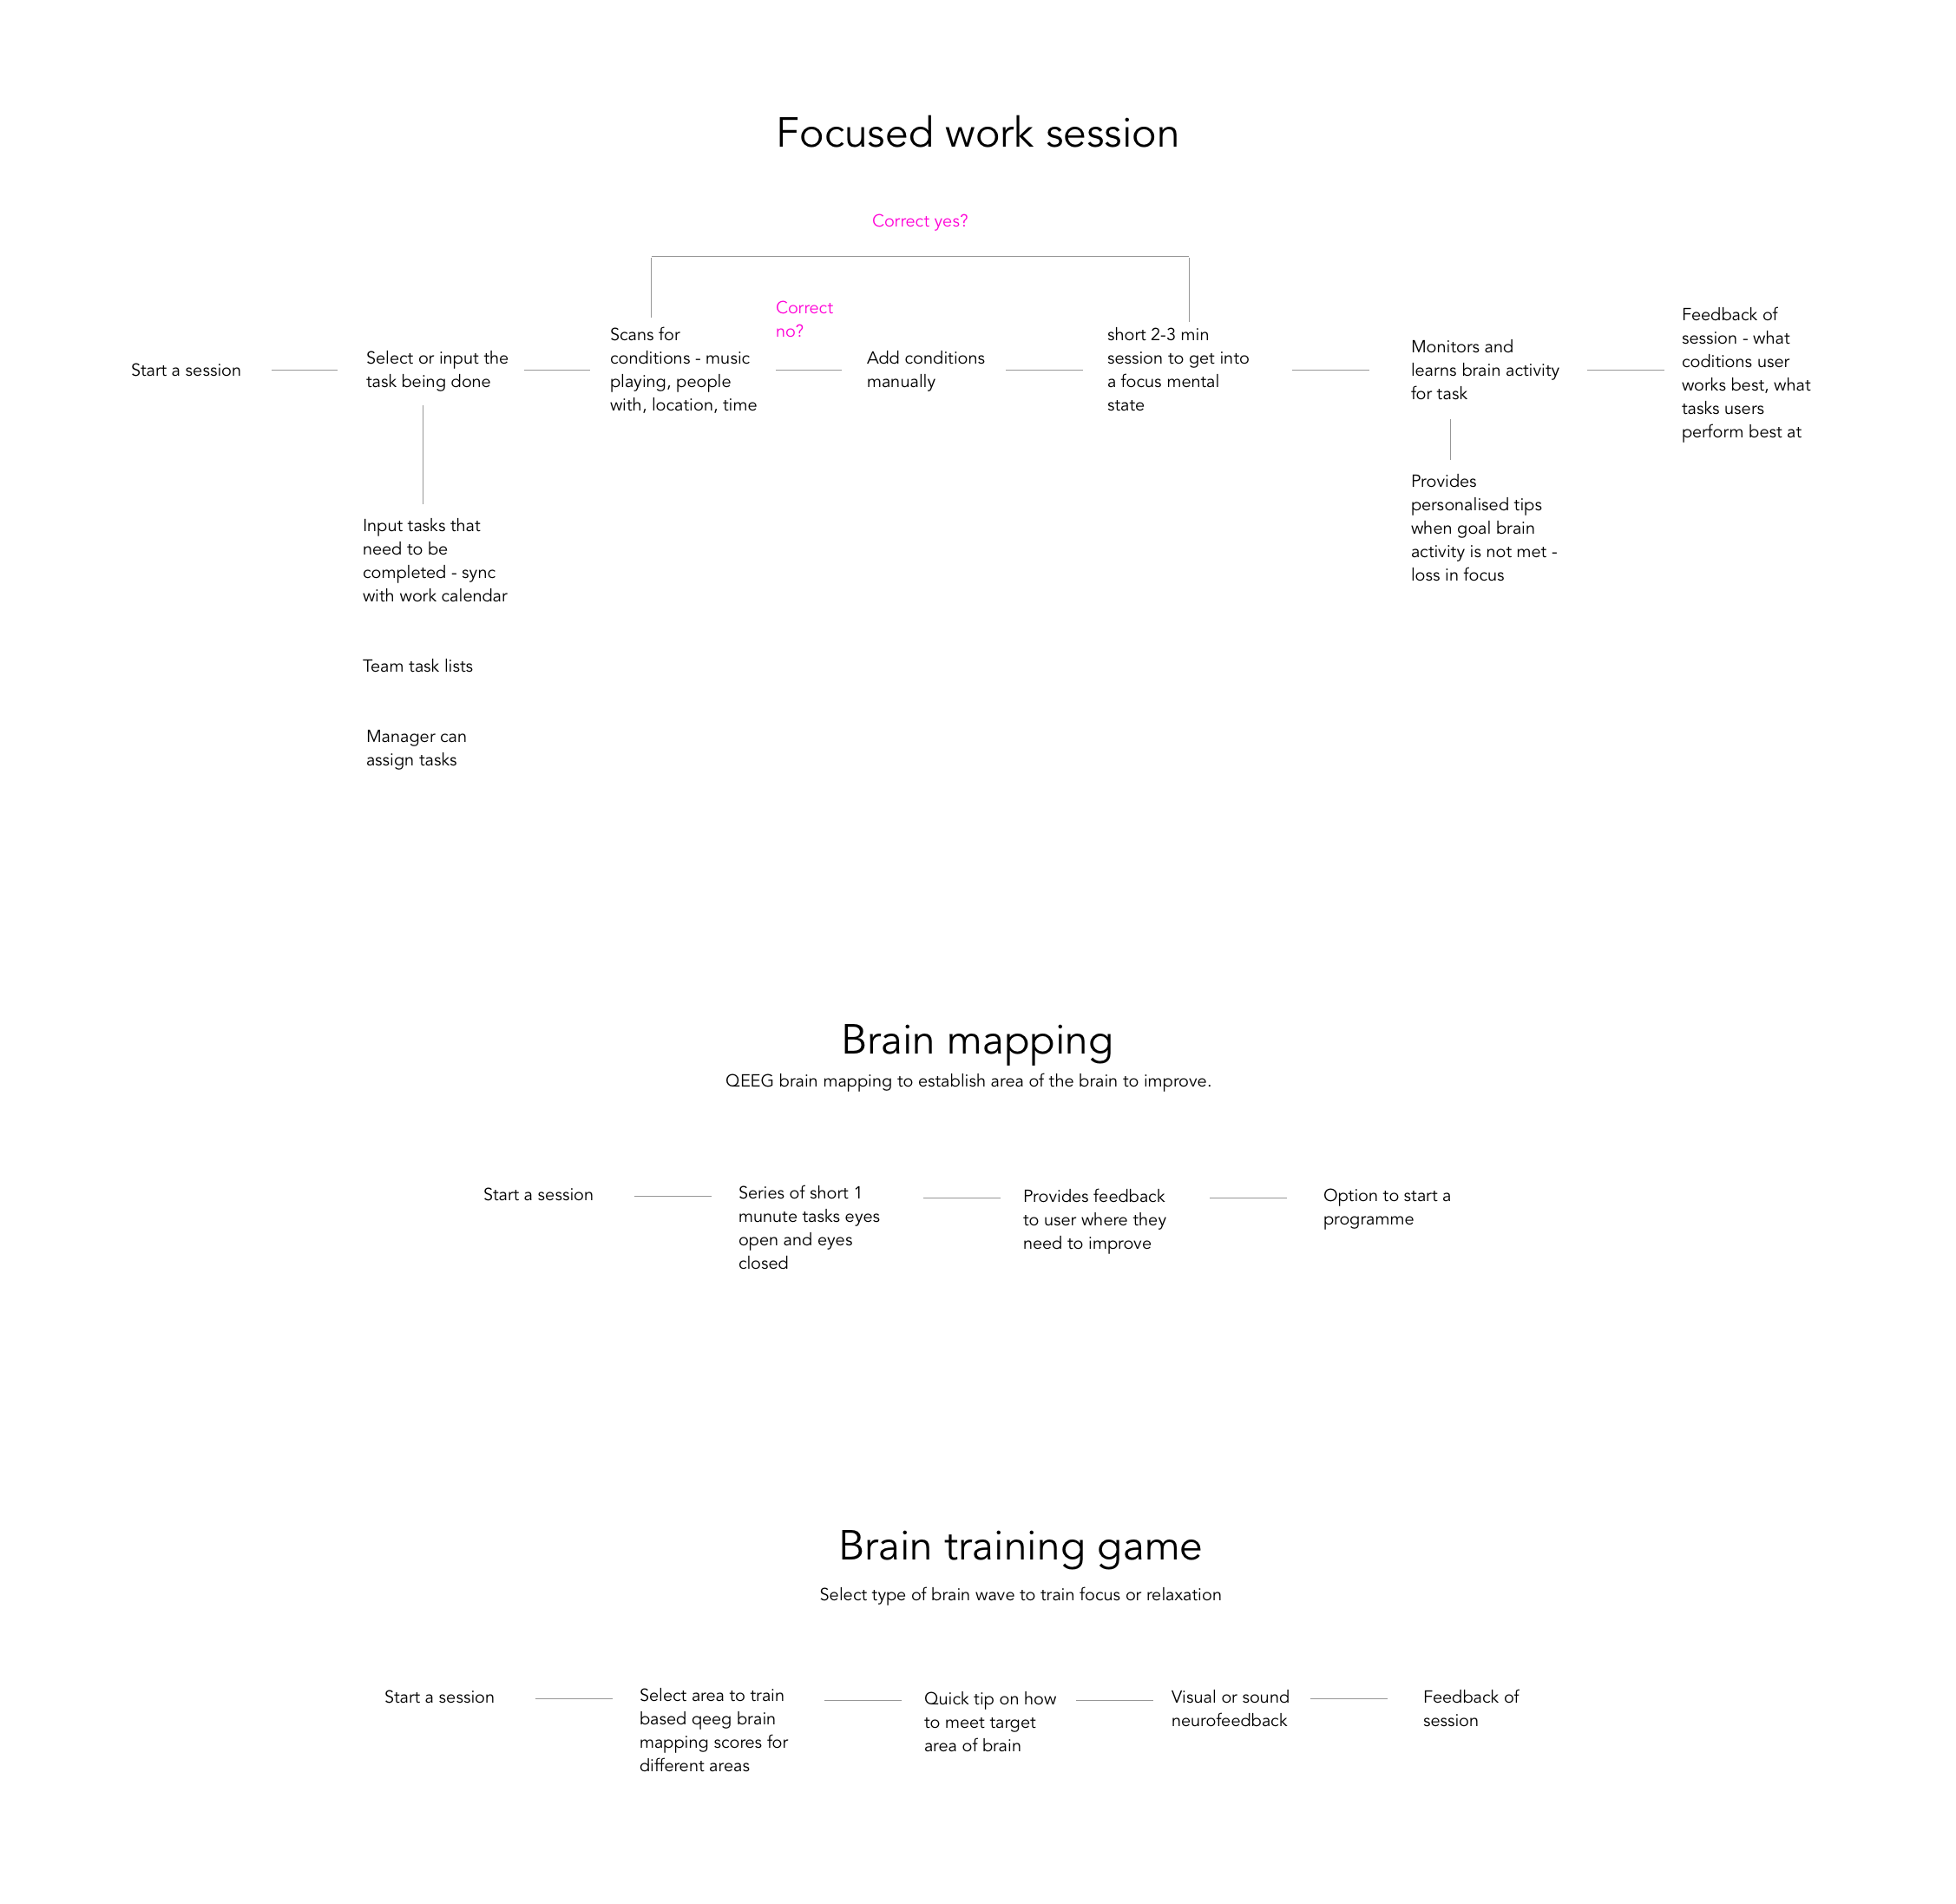 Focused work session
Correct yes?
Correct
no?
Start a session
Select or input the
task being done
Scans for
conditions - music
playing, people
with, location, time
Add conditions
manually
short 2-3 min
session to get into
a focus mental
state
Monitors and
learns brain activity
for task
Feedback of
session - what
coditions user
works best, what
tasks users
perform best at
Input tasks that
need to be
completed - sync
with work calendar
Provides
personalised tips
when goal brain
activity is not met -
loss in focus
Team task lists
Manager can
assign tasks
Brain mapping
QEEG brain mapping to establish area of the brain to improve.
Start a session
Series of short 1
munute tasks eyes
open and eyes
closed
Provides feedback
to user where they
need to improve
Option to start a
programme
Brain training game
Select type of brain wave to train focus or relaxation
Start a session
Select area to train
based qeeg brain
mapping scores for
different areas
Quick tip on how
to meet target
area of brain
Visual or sound
neurofeedback
Feedback of
session